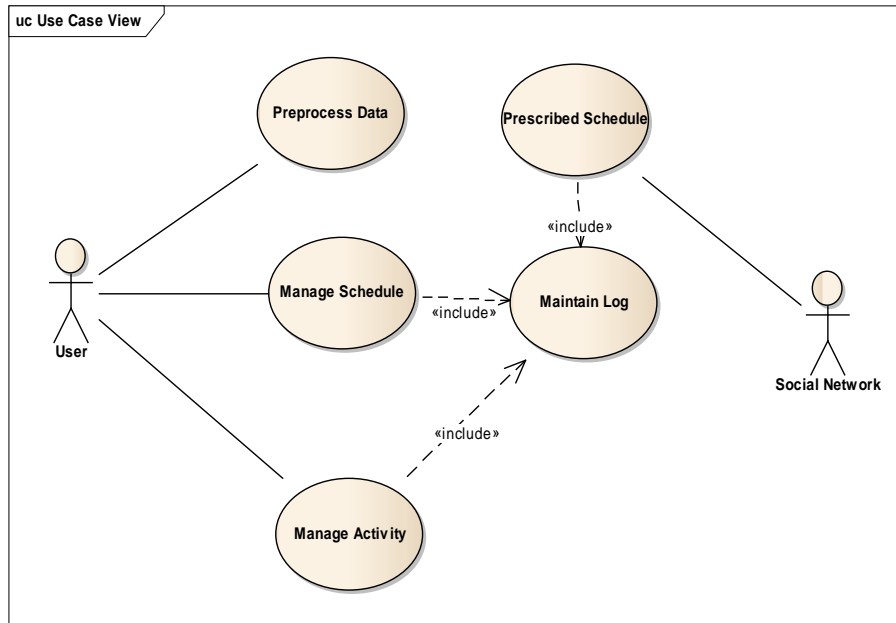 uc Use Case View
Preprocess Data
Prescribed Schedule
«include»
Manage Schedule
Maintain Log
«include»
User
Social Network
«include»
Manage Activity